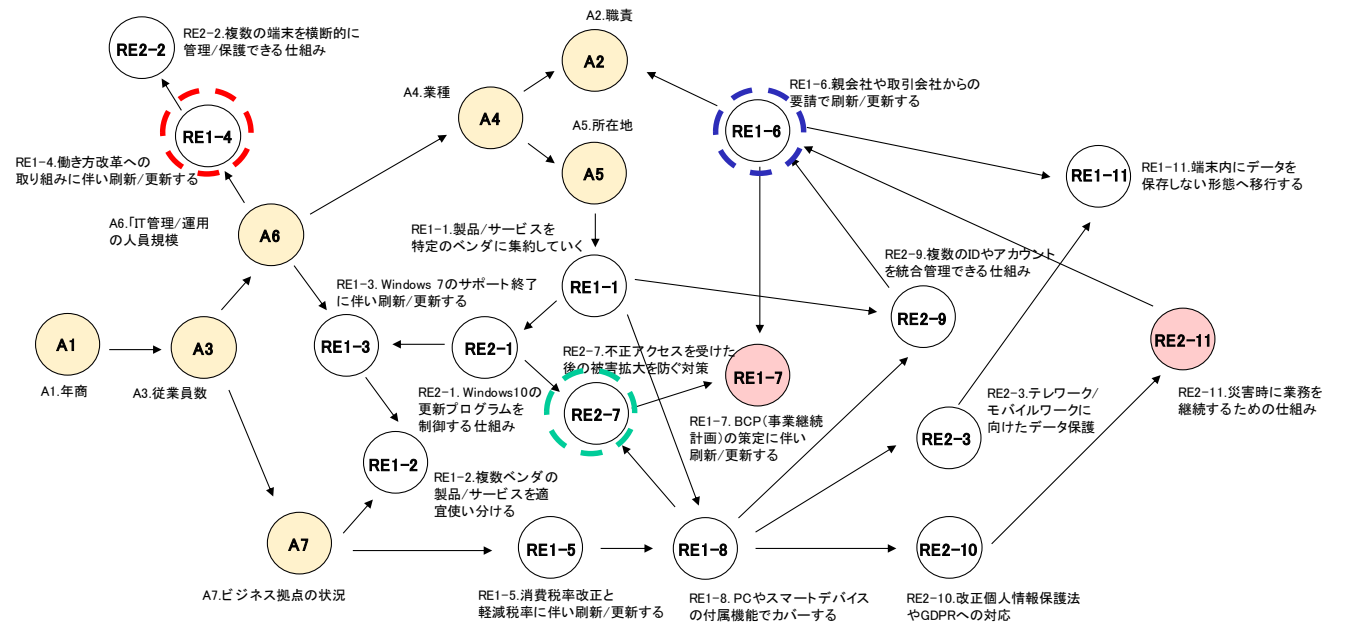 RE2-2
RE2-2.複数の端末を横断的に
管理/保護できる仕組み
A2.職責
A2
RE1-4
RE1-4.働き方改革への
取り組みに伴い刷新/更新する
A4.業種
A4
A5.所在地
A5
RE1-6.親会社や取引会社からの
要請で刷新/更新する
RE1-6
RE1-11
RE1-11.端末内にデータを
保存しない形態へ移行する
A6.「IT管理/運用
の人員規模
A6
RE1-1.製品/サービスを
特定のベンダに集約していく
RE1-1
RE1-3. Windows 7のサポート終了
に伴い刷新/更新する
RE1-3
RE2-9.複数のIDやアカウント
を統合管理できる仕組み
RE2-9
A1
A1.年商
A3
A3.従業員数
RE2-1
RE2-1. Windows10の
更新プログラムを
制御する仕組み
RE2-7.不正アクセスを受けた
後の被害拡大を防ぐ対策
RE2-7
RE1-7
RE1-7. BCP(事業継続
計画)の策定に伴い
刷新/更新する
RE2-11
RE2-11.災害時に業務を
継続するための仕組み
RE2-3.テレワーク/
モバイルワークに
向けたデータ保護
RE2-3
RE1-2
RE1-2.複数ベンダの
製品/サービスを適
宜使い分ける
A7
A7.ビジネス拠点の状況
RE1-5
RE1-5.消費税率改正と
軽減税率に伴い刷新/更新する
RE1-8
RE1-8. PCやスマートデバイス
の付属機能でカバーする
RE2-10
RE2-10.改正個人情報保護法
やGDPRへの対応